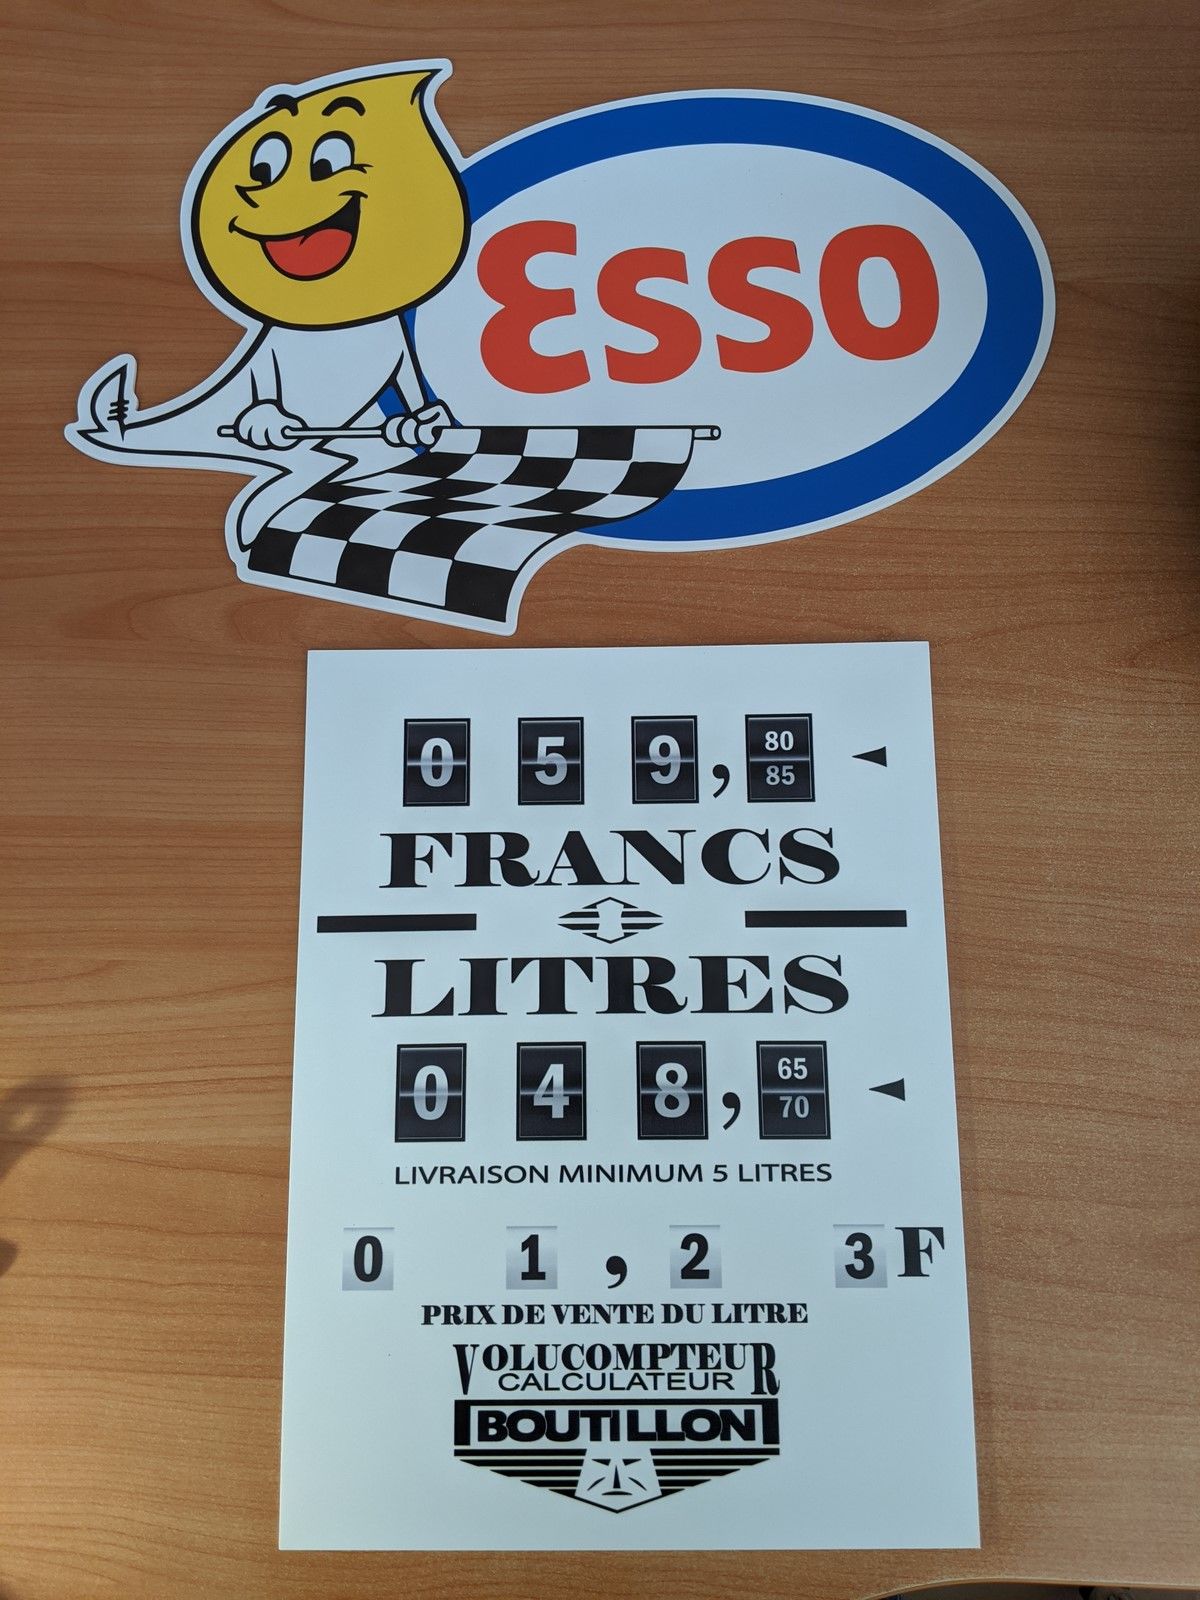 Esso
0 5 9 , 80
85
FRANCS
LITRES
0 4 8 , 65
70
LIVRAISON MINIMUM 5 LITRES
0 1 , 2 3 F
PRIX DE VENTE DU LITRE
VOLUCOMPTEUR
CALCULATEUR
BOUTILLON